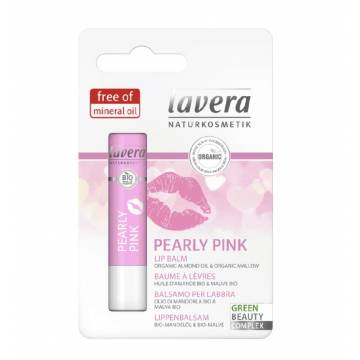 free of
mineral oil
lavera
NATURKOSMETIK
ORGANIC
lavera
BIO
PEARLY
PINK
PEARLY PINK
LIP BALM
ORGANIC ALMOND OIL & ORGANIC MALLOW
BAUME A LÈVRES
HUILE D'AMANDE BIO & MAUVE BIO
BALSAMO PER LABBRA
OLIO DI MANDORLA BIO &
MALVA BIO
LIPPENBALSAM
BIO-MANDELÖL & BIO-MALVE
GREEN
BEAUTY
COMPLEX